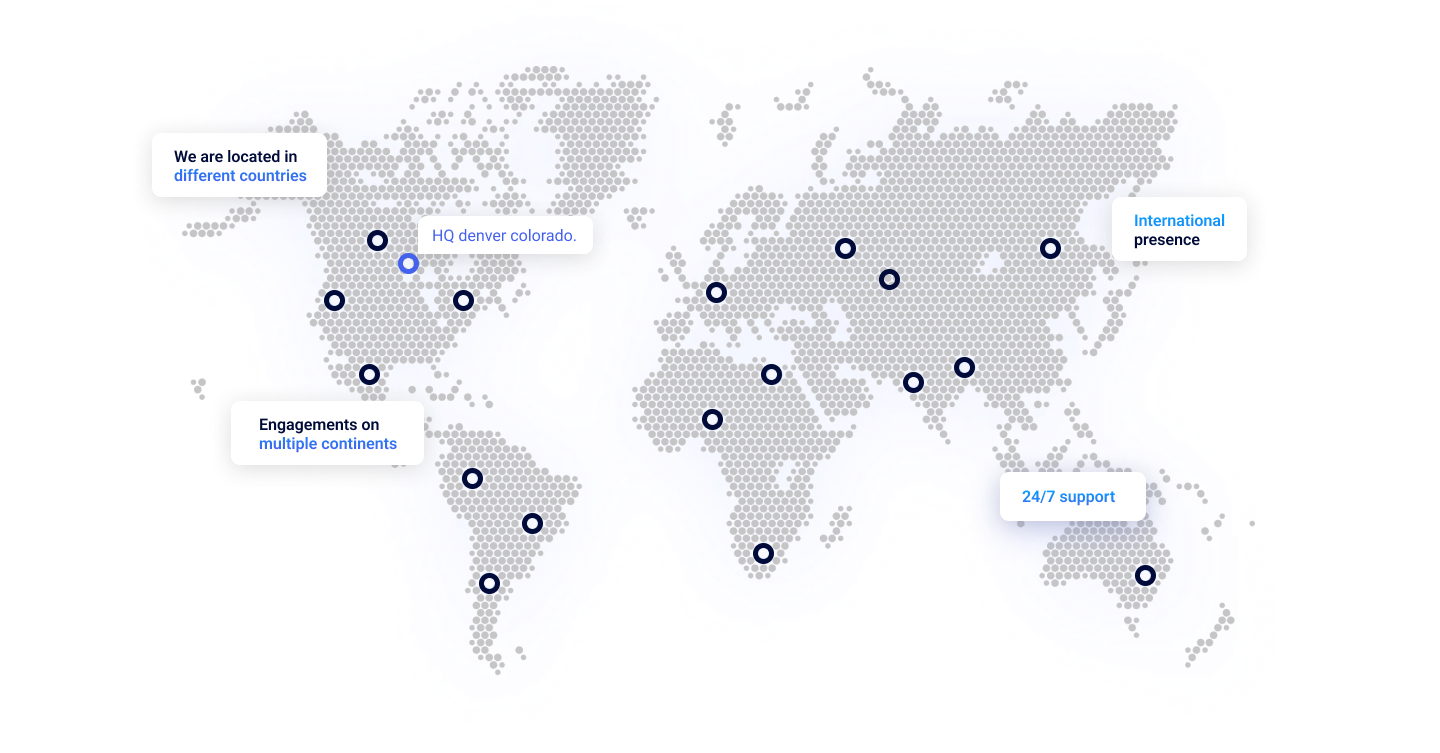 We are located in
different countries
HQ denver colorado.
International
presence
Engagements on
multiple continents
24/7 support